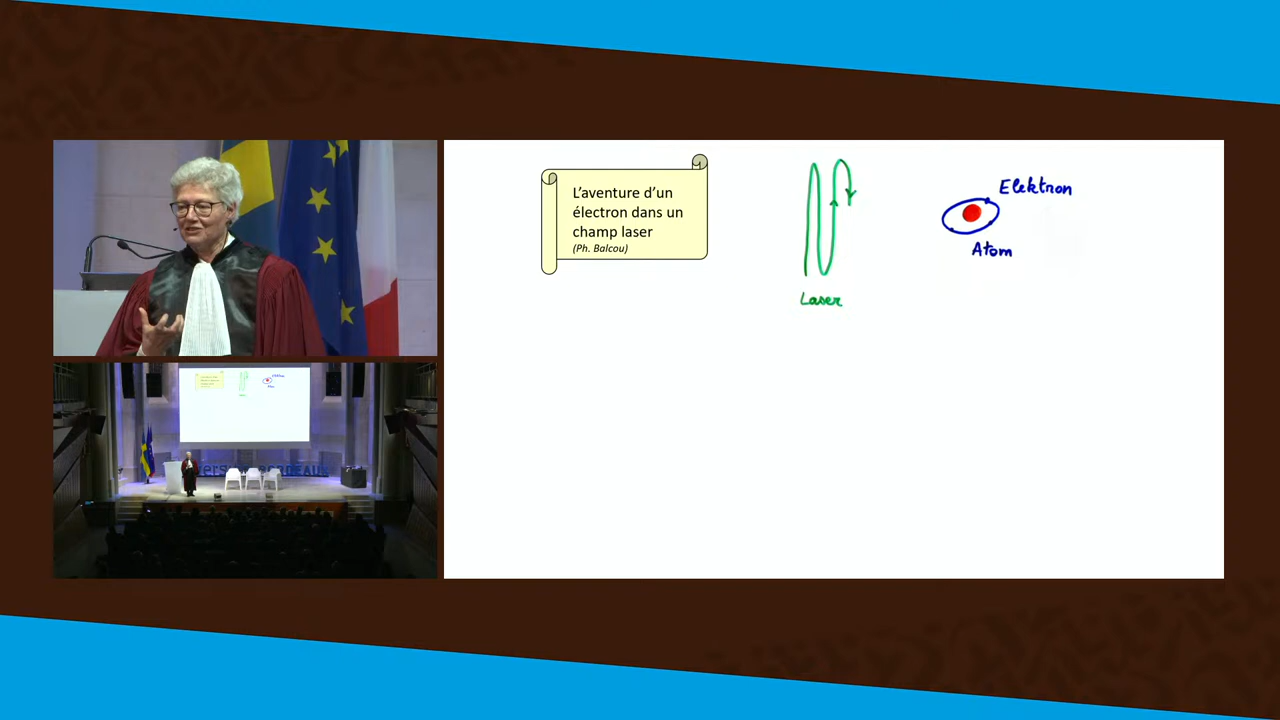 L'aventure d'un
électron dans un
champ laser
(Ph. Balcou)
Laser
Elektron
Atom